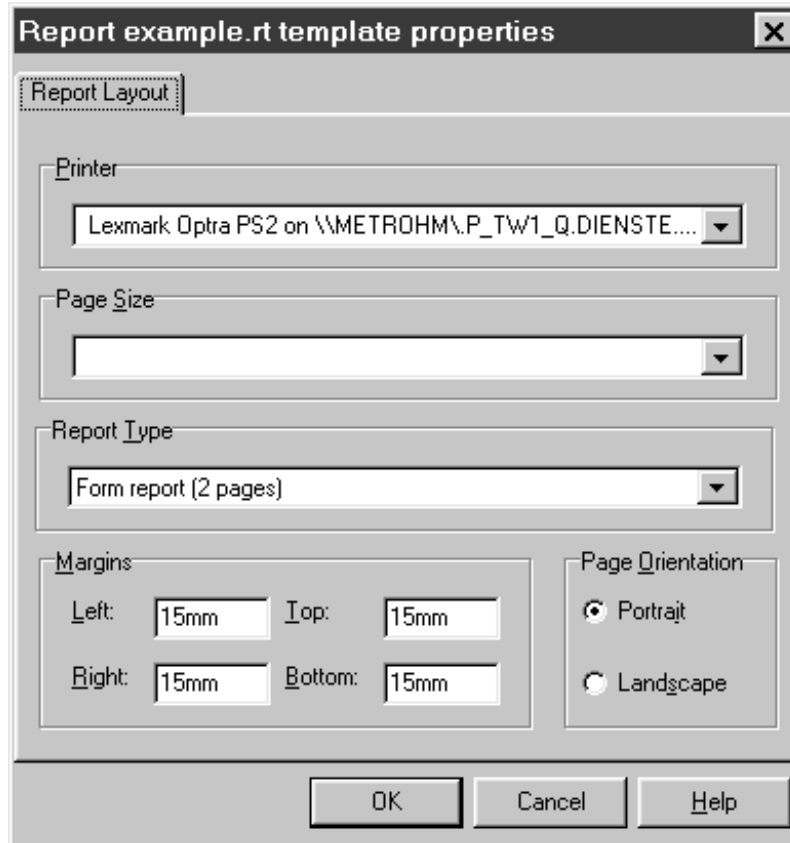 Report example.rt template properties
Report Layout
Printer
Lexmark Optra PS2 on \\METROHM\.P_TW1_Q.DIENSTE....
Page Size
Report Type
Form report (2 pages)
Margins
Page Orientation
Left: 15mm Top: 15mm
Portrait
Right: 15mm Bottom: 15mm
Landscape
OK Cancel Help